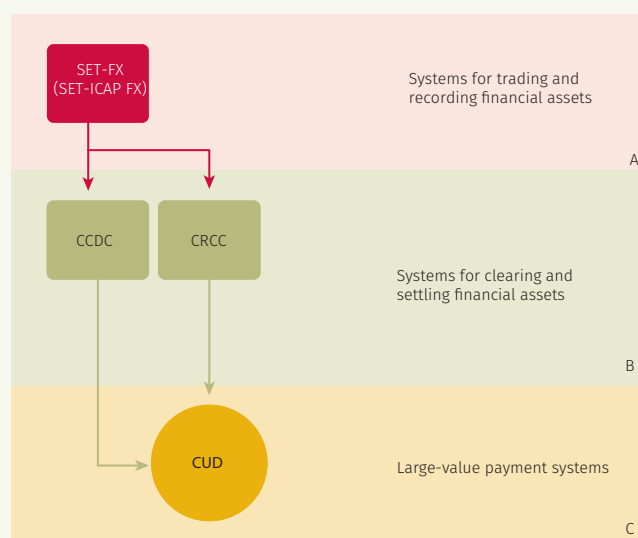 SET-FX
(SET-ICAP FX)
Systems for trading and
recording financial assets
A
CCDC
CRCC
Systems for clearing and
settling financial assets
B
CUD
Large-value payment systems
C